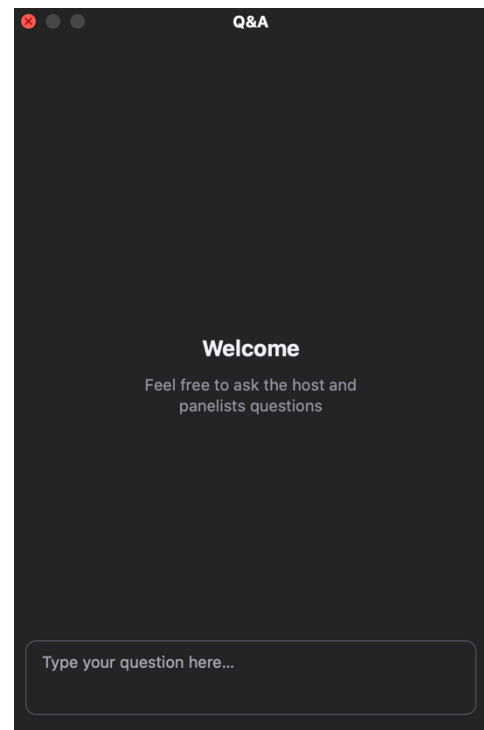 Q&A
Welcome
Feel free to ask the host and
panelists questions
Type your question here...